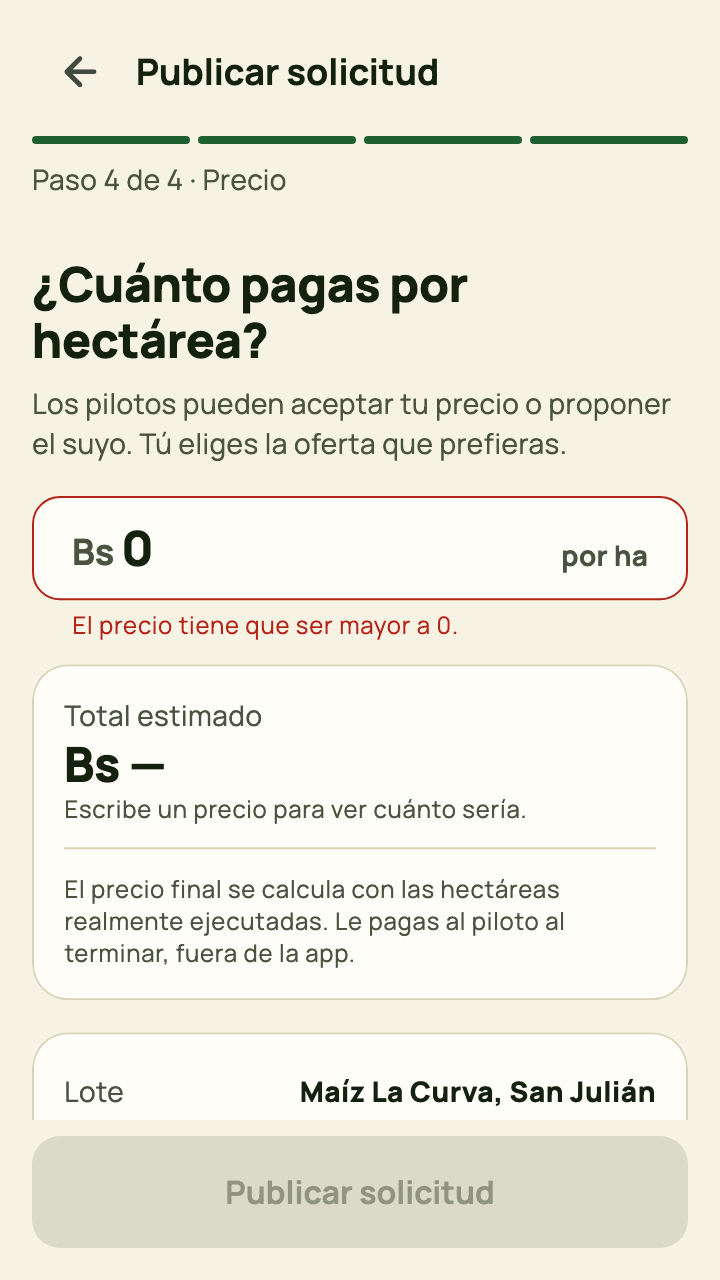 Publicar solicitud
Paso 4 de 4 · Precio
¿Cuánto pagas por
hectárea?
Los pilotos pueden aceptar tu precio o proponer
el suyo. Tú eliges la oferta que prefieras.
Bs 0 por ha
El precio tiene que ser mayor a 0.
Total estimado
Bs —
Escribe un precio para ver cuánto sería.
El precio final se calcula con las hectáreas
realmente ejecutadas. Le pagas al piloto al
terminar, fuera de la app.
Lote Maíz La Curva, San Julián
Publicar solicitud